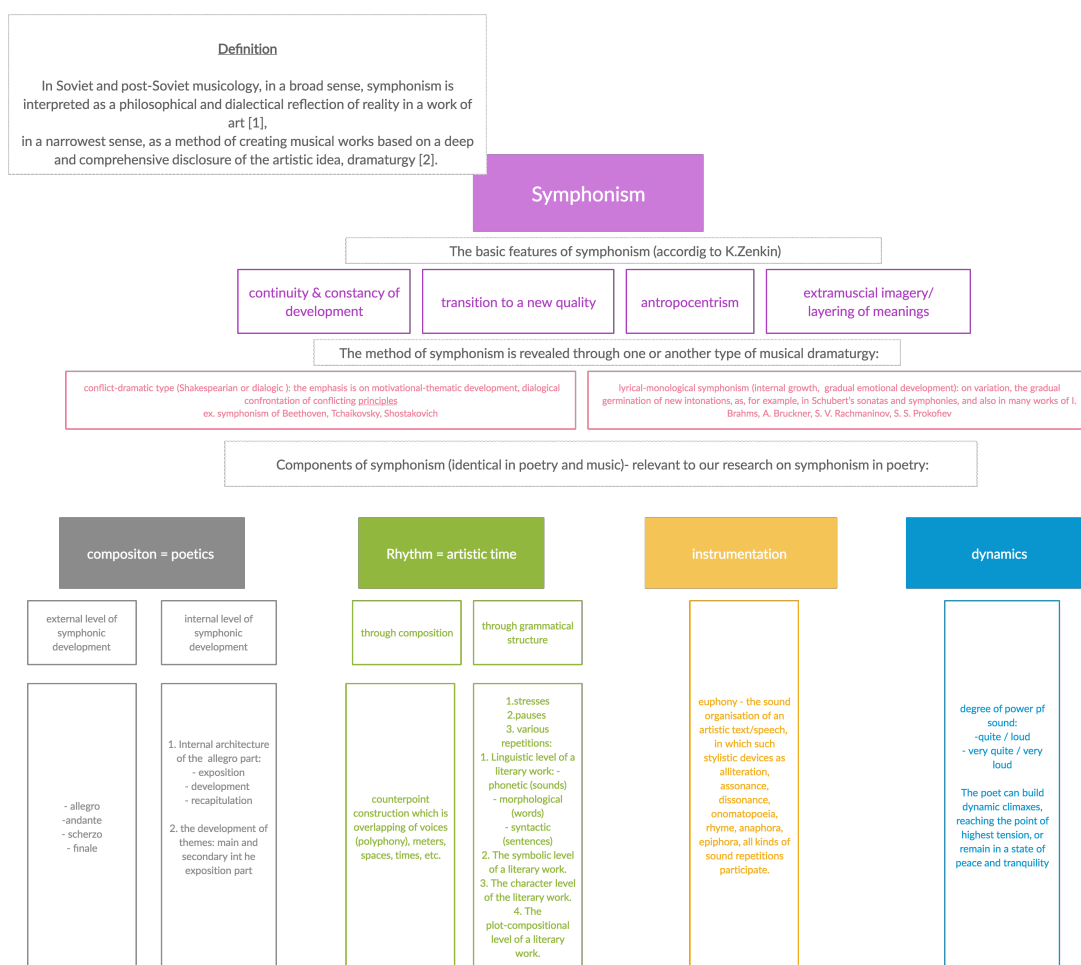 Definition
In Soviet and post-Soviet musicology, in a broad sense, symphonism is
interpreted as a philosophical and dialectical reflection of reality in a work of
art [1],
in a narrowest sense, as a method of creating musical works based on a deep
and comprehensive disclosure of the artistic idea, dramaturgy [2].
Symphonism
The basic features of symphonism (accordig to K.Zenkin)
continuity & constancy of
development
transition to a new quality
antropocentrism
extramuscial imagery/
layering of meanings
The method of symphonism is revealed through one or another type of musical dramaturgy:
conflict-dramatic type (Shakespearian or dialogic ): the emphasis is on motivational-thematic development, dialogical
confrontation of conflicting principles
ex. symphonism of Beethoven, Tchaikovsky, Shostakovich
lyrical-monological symphonism (internal growth, gradual emotional development): on variation, the gradual
germination of new intonations, as, for example, in Schubert's sonatas and symphonies, and also in many works of I.
Brahms, A. Bruckner, S. V. Rachmaninov, S. S. Prokofiev
Components of symphonism (identical in poetry and music)- relevant to our research on symphonism in poetry:
compositon = poetics
Rhythm = artistic time
instrumentation
dynamics
external level of
symphonic
development
internal level of
symphonic
development
through composition
through grammatical
structure
- allegro
-andante
- scherzo
- finale
1. Internal architecture
of the allegro part:
- exposition
- development
- recapitulation
2. the development of
themes: main and
secondary int he
exposition part
counterpoint
construction which is
overlapping of voices
(polyphony), meters,
spaces, times, etc.
1.stresses
2.pauses
3. various
repetitions:
1. Linguistic level of a
literary work: -
phonetic (sounds)
- morphological
(words)
- syntactic
(sentences)
2. The symbolic level
of a literary work.
3. The character level
of the literary work.
4. The
plot-compositional
level of a literary
work.
euphony - the sound
organisation of an
artistic text/speech,
in which such
stylistic devices as
alliteration,
assonance,
dissonance,
onomatopoeia,
rhyme, anaphora,
epiphora, all kinds of
sound repetitions
participate.
degree of power pf
sound:
-quite / loud
- very quite / very
loud
The poet can build
dynamic climaxes,
reaching the point of
highest tension, or
remain in a state of
peace and tranquility